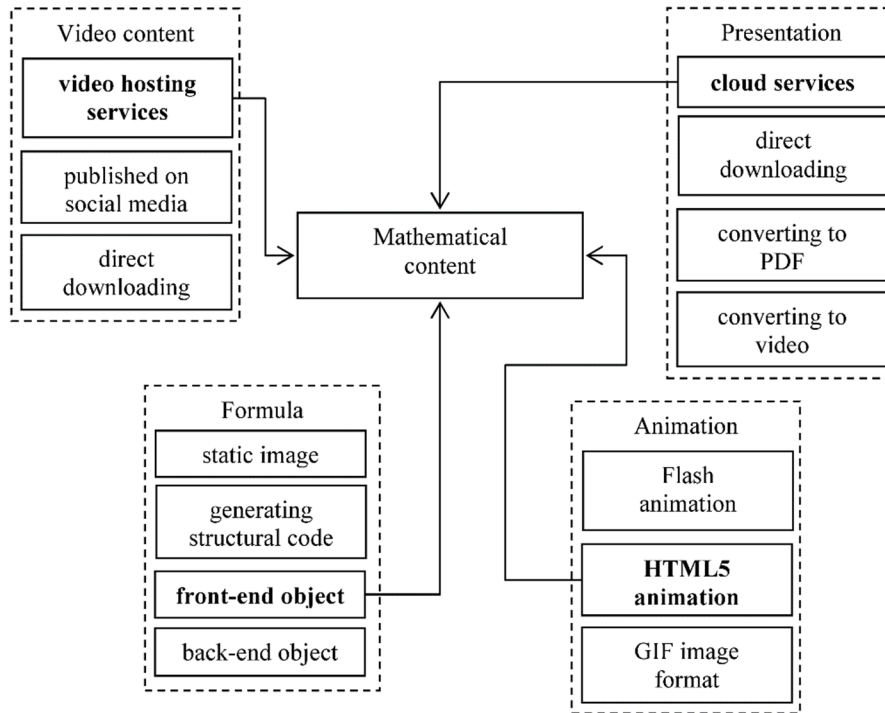 Video content
video hosting
services
published on
social media
direct
downloading
Presentation
cloud services
direct
downloading
converting to
PDF
converting to
video
Mathematical
content
Formula
static image
generating
structural code
front-end object
back-end object
Animation
Flash
animation
HTML5
animation
GIF image
format